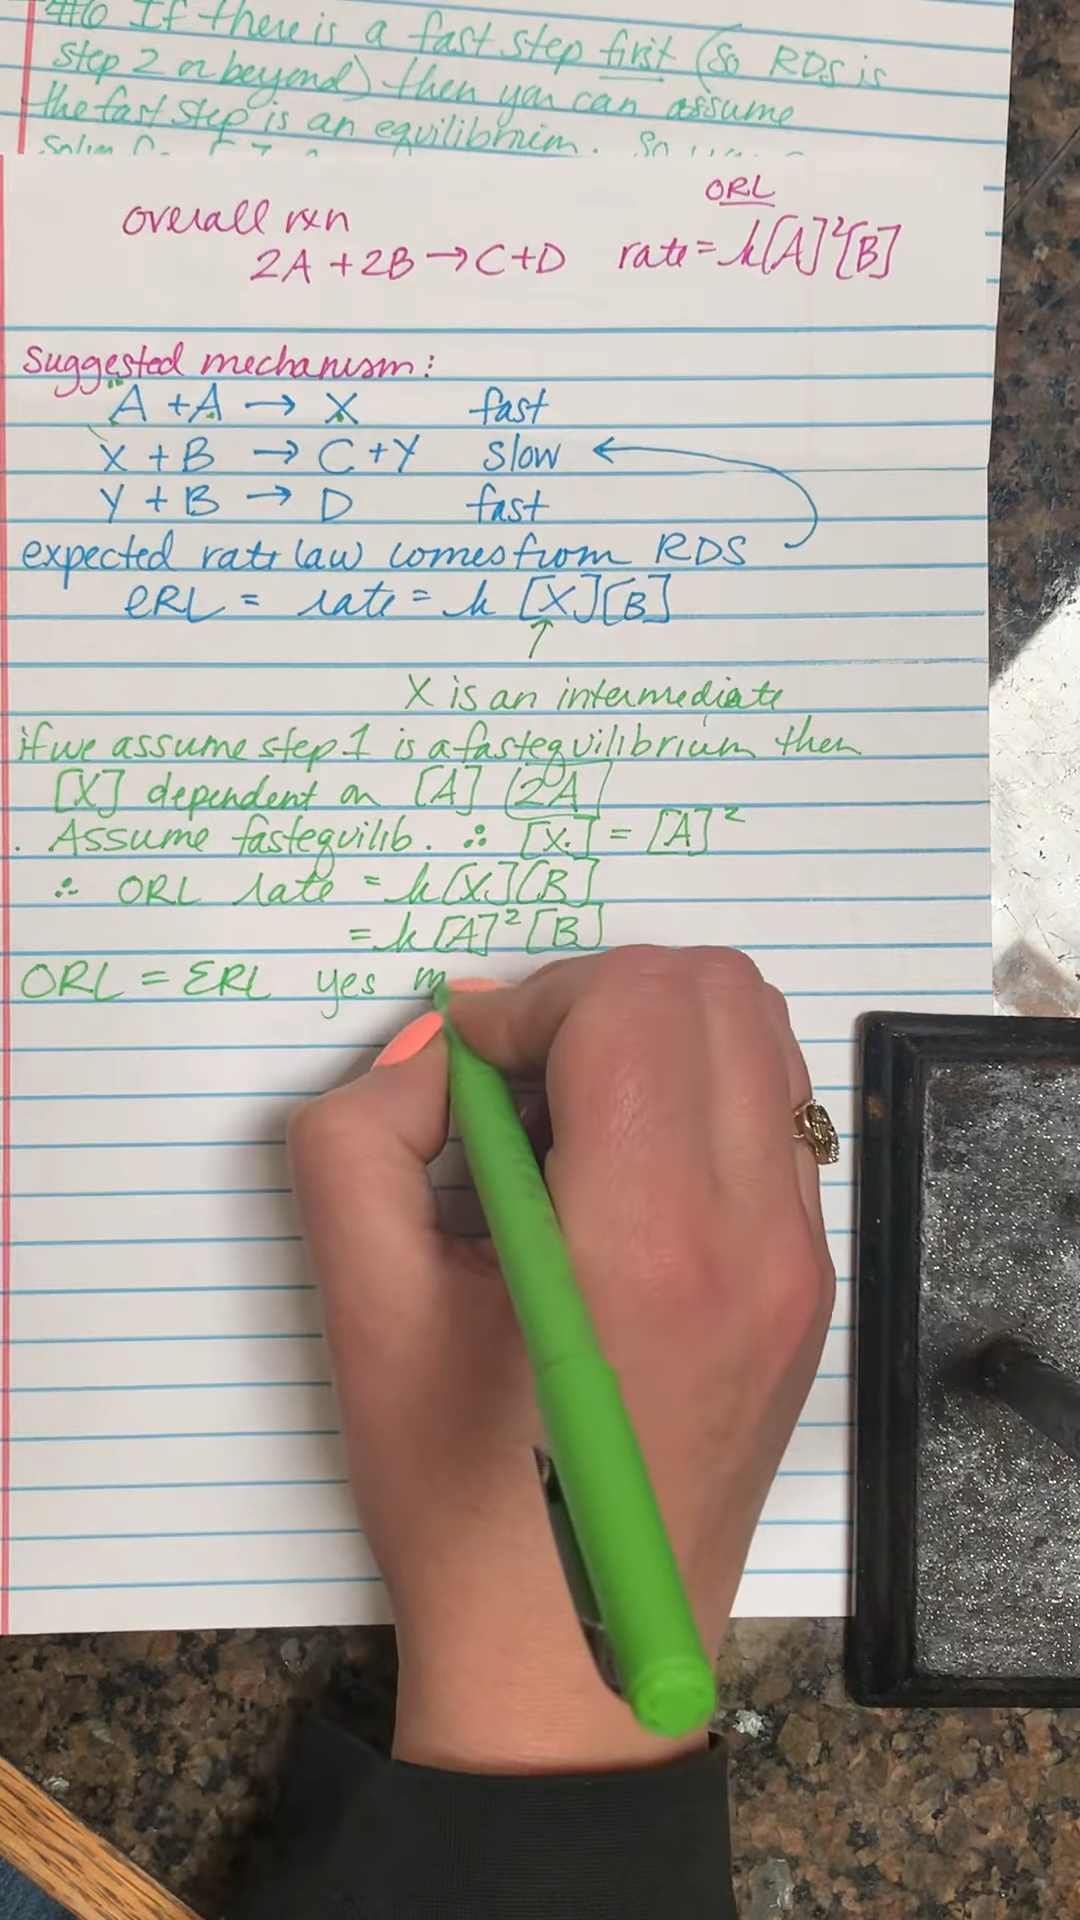 #6 If there is a fast step first (so RDS is
step 2 or beyond) then you can assume
the fast step is an equilibrium. So
ORL
overall rxn
2A + 2B → C + D rate = k[A]²[B]
Suggested mechanism:
A + A → X fast
X + B → C + Y slow ←
Y + B → D fast
expected rate law comes from RDS
ERL = rate = k [X][B]
↑
X is an intermediate
if we assume step 1 is a fast equilibrium then
[X] dependent on [A] (2A)
Assume fast equilib. ∴ [X] = [A]²
∴ ORL rate = k[X][B]
= k[A]²[B]
ORL = ERL yes m